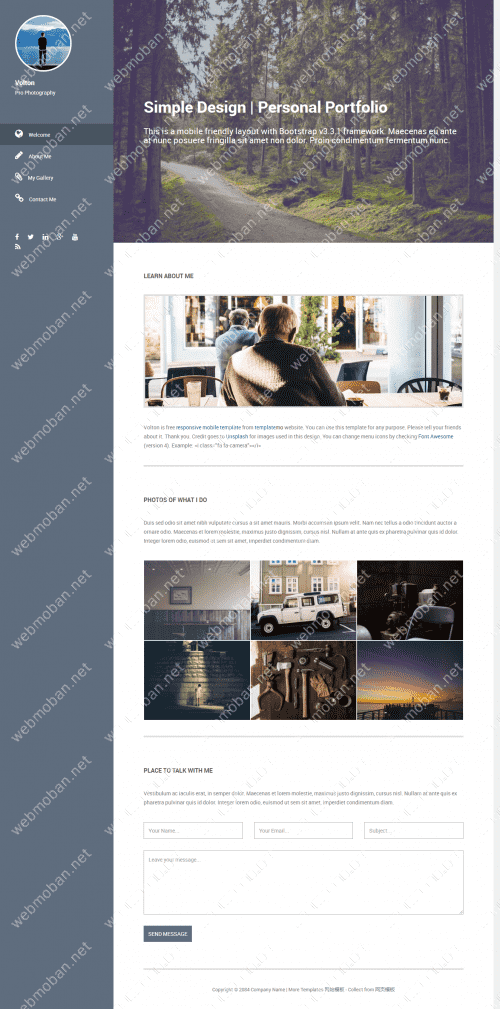 Volton
Pro Photography
Welcome
About Me
My Gallery
Contact Me
Simple Design | Personal Portfolio
This is a mobile friendly layout with Bootstrap v3.3.1 framework. Maecenas eu ante
at nunc posuere fringilla sit amet non dolor. Proin condimentum fermentum nunc.
LEARN ABOUT ME
Volton is free responsive mobile template from templatemo website. You can use this template for any purpose. Please tell your friends
about it. Thank you. Credit goes to Unsplash for images used in this design. You can change menu icons by checking Font Awesome
(version 4). Example: <i class="fa fa-camera"></i>
PHOTOS OF WHAT I DO
Duis sed odio sit amet nibh vulputate cursus a sit amet mauris. Morbi accumsan ipsum velit. Nam nec tellus a odio tincidunt auctor a
ornare odio. Maecenas et lorem molestie, maximus justo dignissim, cursus nisl. Nullam at ante quis ex pharetra pulvinar quis id dolor.
Integer lorem odio, euismod ut sem sit amet, imperdiet condimentum diam.
PLACE TO TALK WITH ME
Vestibulum ac iaculis erat, in semper dolor. Maecenas et lorem molestie, maximus justo dignissim, cursus nisl. Nullam at ante quis ex
pharetra pulvinar quis id dolor. Integer lorem odio, euismod ut sem sit amet, imperdiet condimentum diam.
Your Name...
Your Email...
Subject...
Leave your message...
SEND MESSAGE
Copyright © 2084 Company Name | More Templates 网站模板 - Collect from 网页模板
webmoban.net